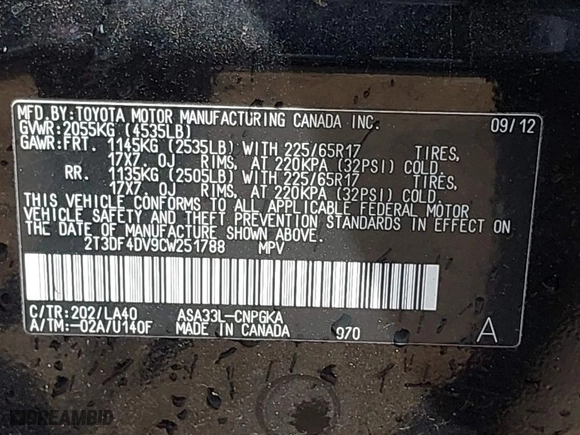 MFD.BY:TOYOTA MOTOR MANUFACTURING CANADA INC. 09/12
GVWR:2055KG (4535LB)
GAWR:FRT. 1145KG (2535LB) WITH 225/65R17 TIRES,
17X7. 0J RIMS, AT 220KPA (32PSI) COLD,
RR. 1135KG (2505LB) WITH 225/65R17 TIRES,
17X7. 0J RIMS, AT 220KPA (32PSI) COLD.
THIS VEHICLE CONFORMS TO ALL APPLICABLE FEDERAL MOTOR
VEHICLE SAFETY AND THEFT PREVENTION STANDARDS IN EFFECT ON
THE DATE OF MANUFACTURE SHOWN ABOVE.
2T3DF4DV9CW251788 MPV
C/TR:202/LA40 ASA33L-CNPGKA
A/TM:-02A/U140F MADE IN CANADA 970 A
DREAMBID